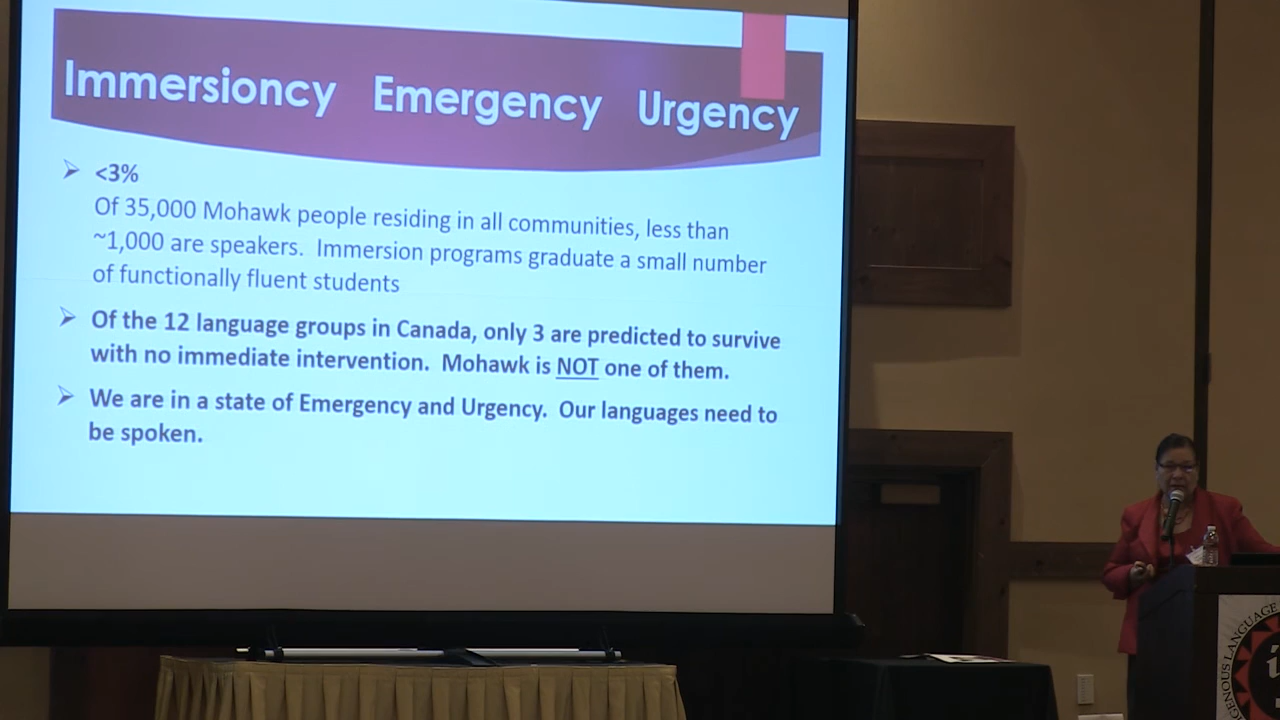 Immersioncy Emergency Urgency
<3%
Of 35,000 Mohawk people residing in all communities, less than
~1,000 are speakers. Immersion programs graduate a small number
of functionally fluent students
Of the 12 language groups in Canada, only 3 are predicted to survive
with no immediate intervention. Mohawk is NOT one of them.
We are in a state of Emergency and Urgency. Our languages need to
be spoken.
LANGUAGE